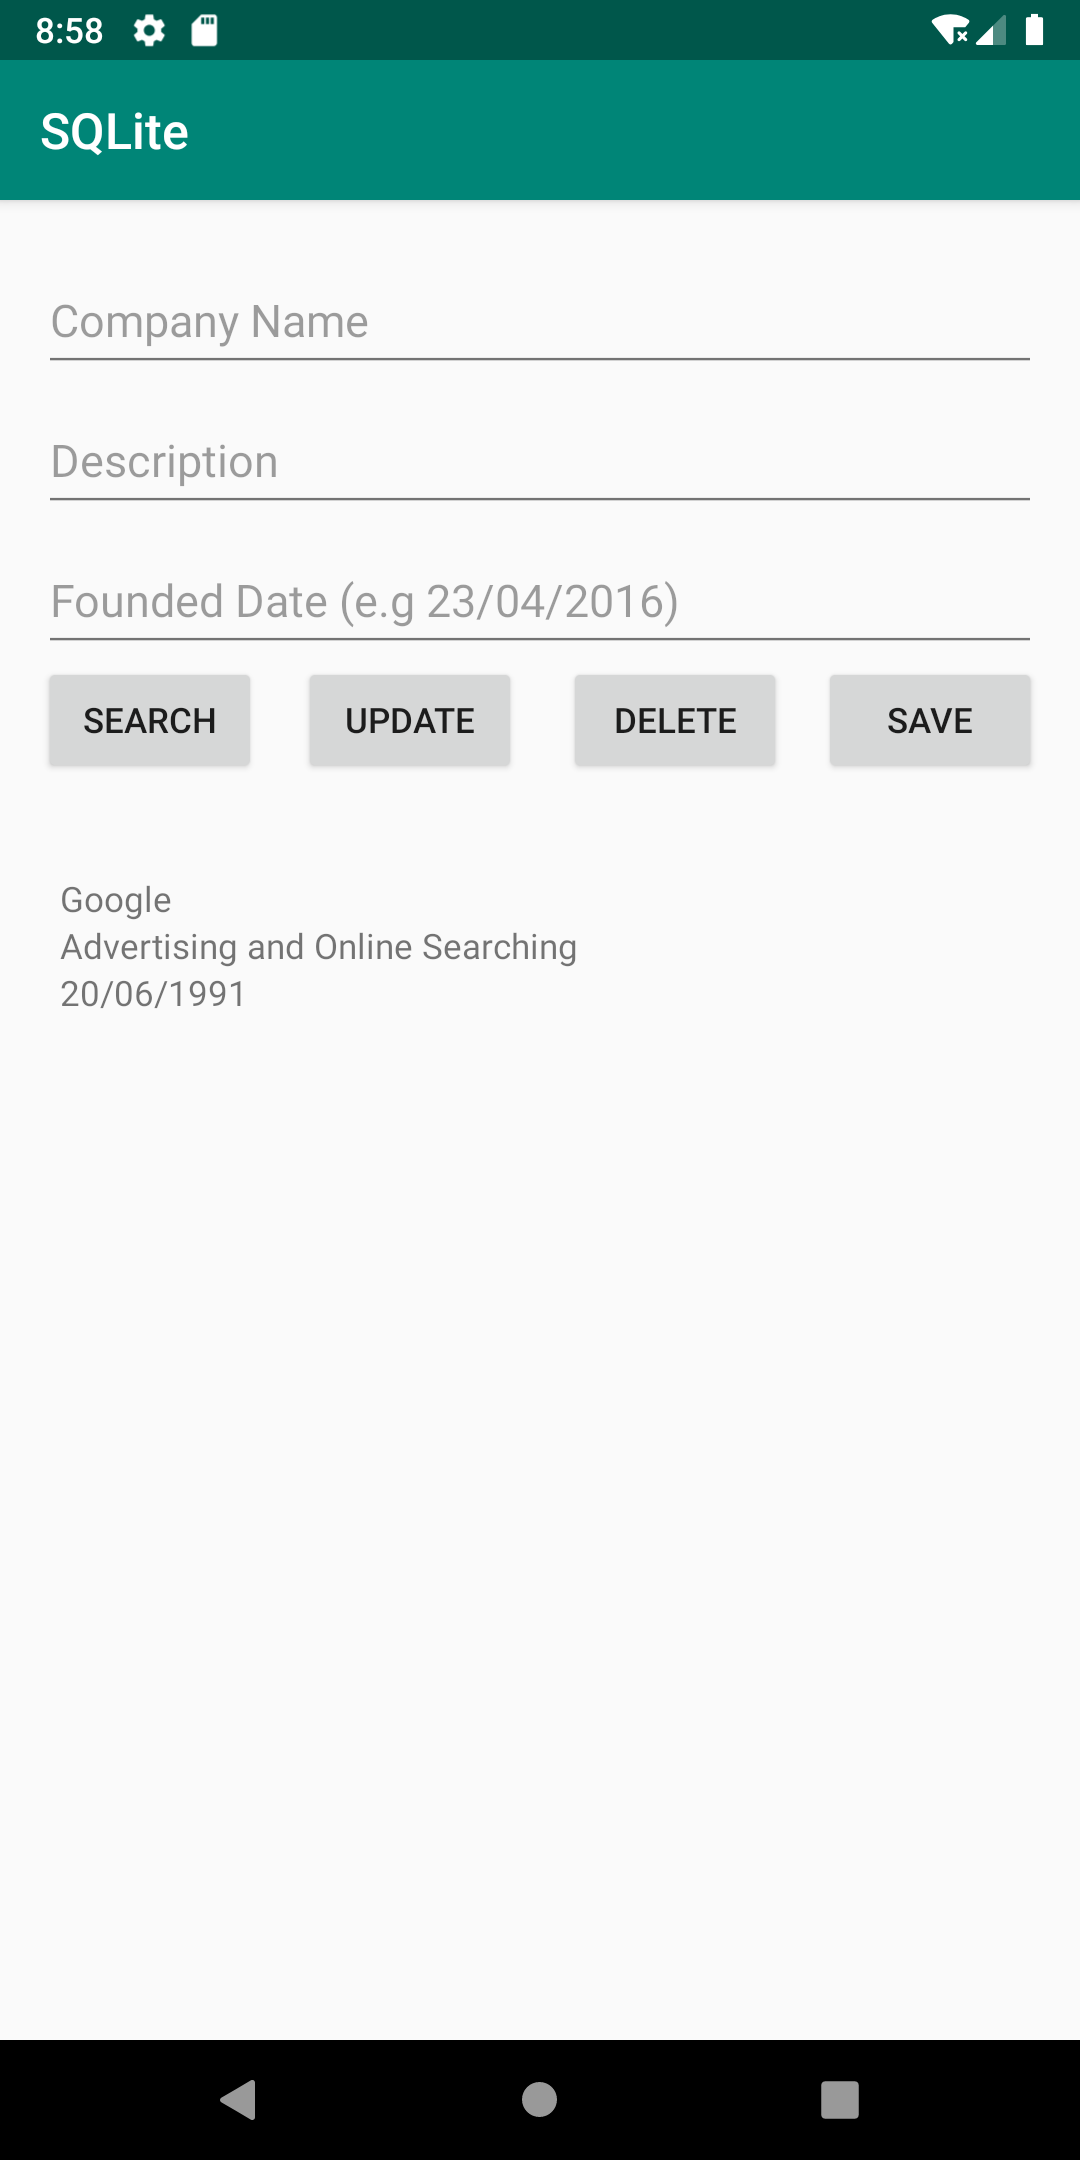 8:58
SQLite
Company Name
Description
Founded Date (e.g 23/04/2016)
SEARCH UPDATE DELETE SAVE
Google
Advertising and Online Searching
20/06/1991